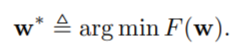 w* ≜ arg min F(w).